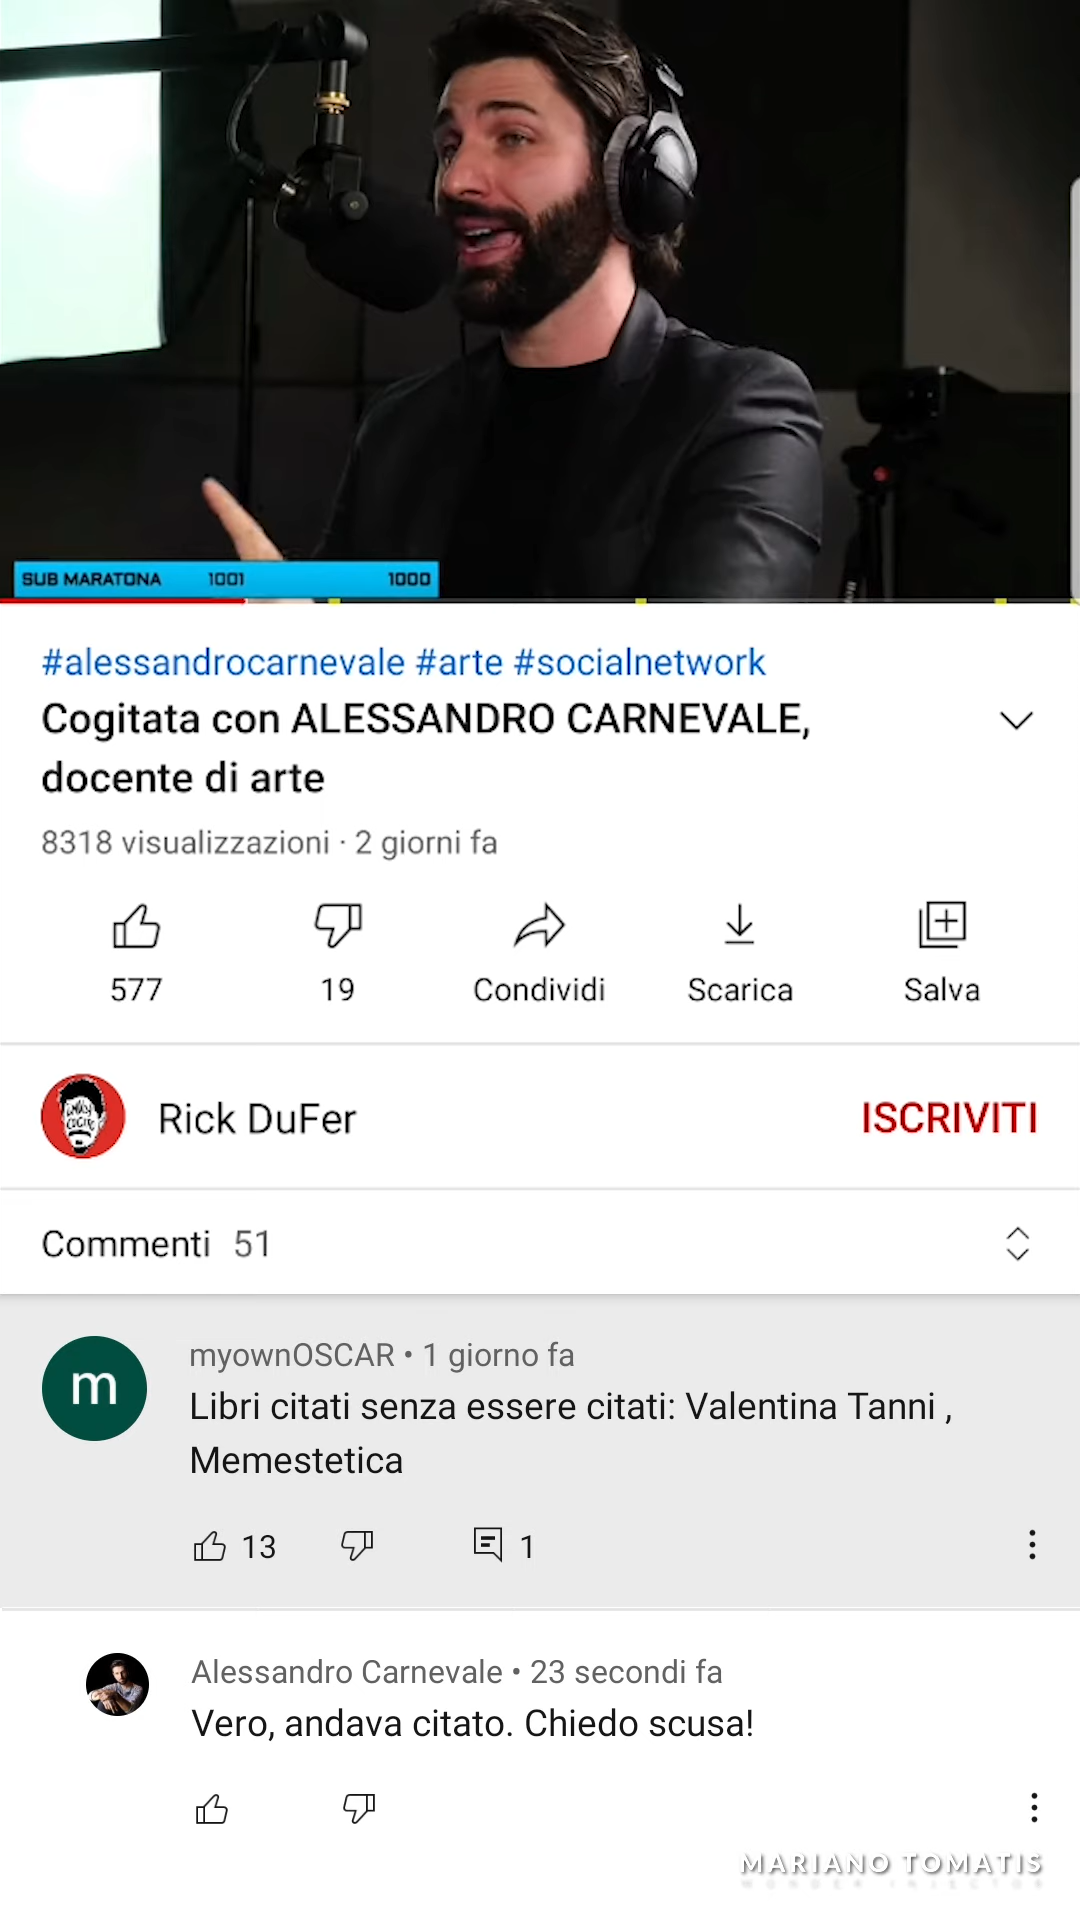 SUB MARATONA 1001 1000
#alessandrocarnevale #arte #socialnetwork
Cogitata con ALESSANDRO CARNEVALE,
docente di arte
8318 visualizzazioni · 2 giorni fa
577 19 Condividi Scarica Salva
Rick DuFer ISCRIVITI
Commenti 51
m
myownOSCAR • 1 giorno fa
Libri citati senza essere citati: Valentina Tanni ,
Memestetica
13 1
Alessandro Carnevale • 23 secondi fa
Vero, andava citato. Chiedo scusa!
MARIANO TOMATIS
WONDER INJECTOR